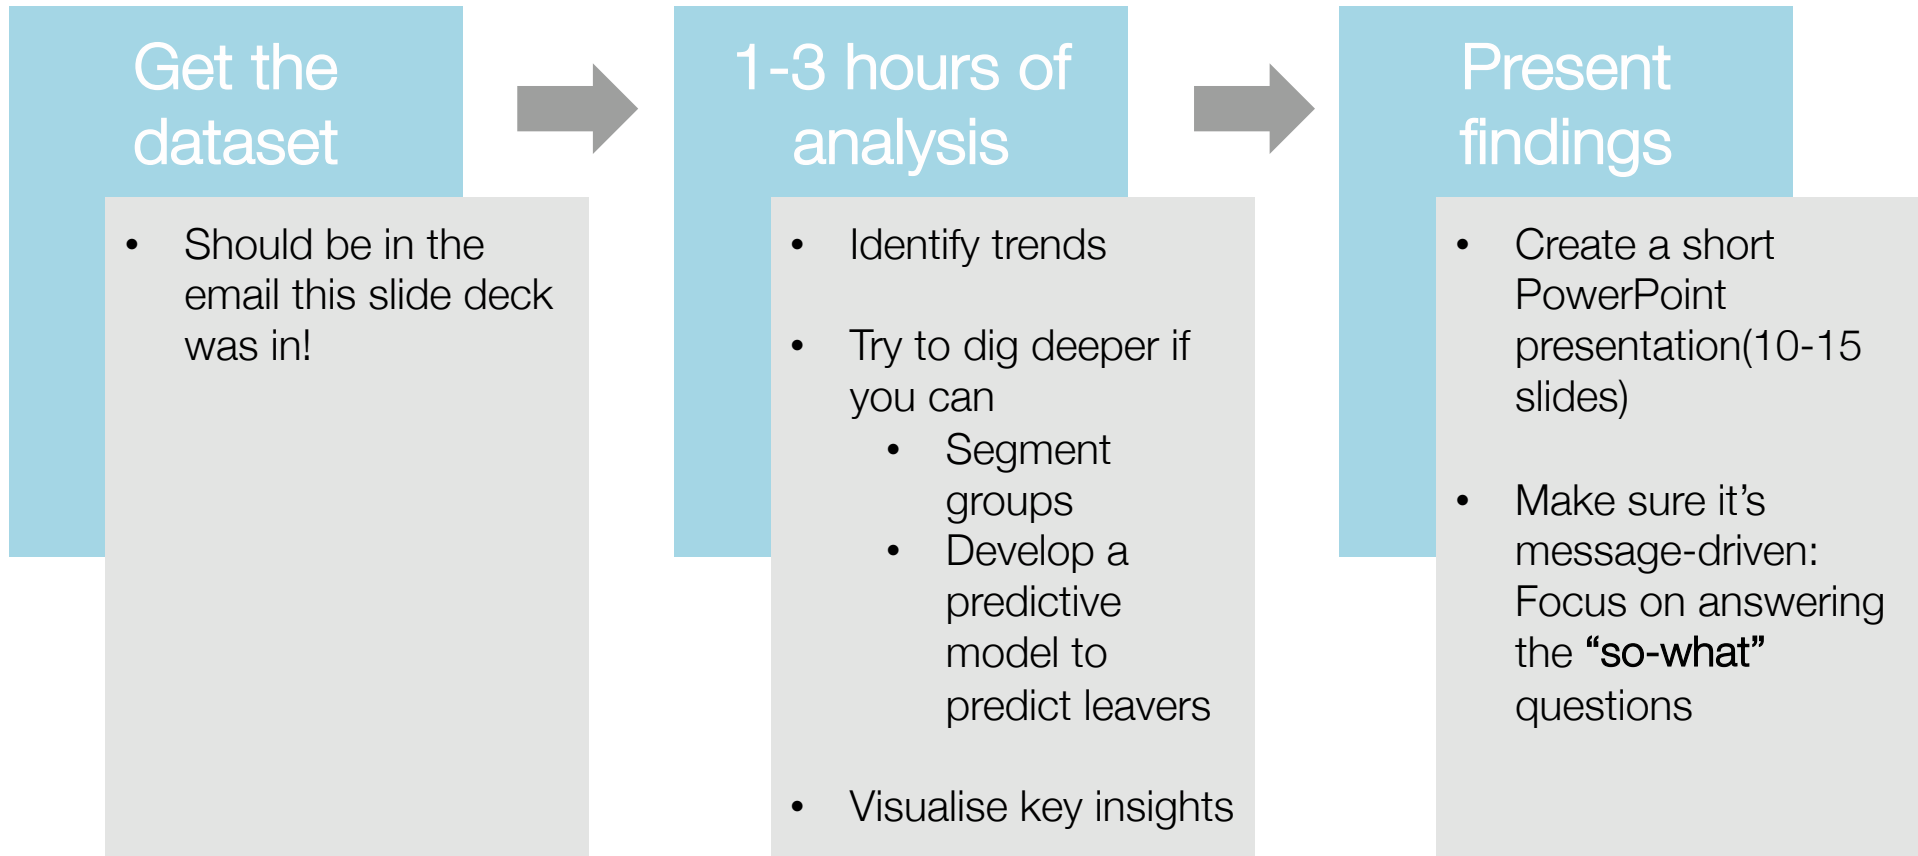 Get the
dataset
• Should be in the
email this slide deck
was in!
1-3 hours of
analysis
• Identify trends
• Try to dig deeper if
you can
• Segment
groups
• Develop a
predictive
model to
predict leavers
• Visualise key insights
Present
findings
• Create a short
PowerPoint
presentation(10-15
slides)
• Make sure it’s
message-driven:
Focus on answering
the “so-what”
questions